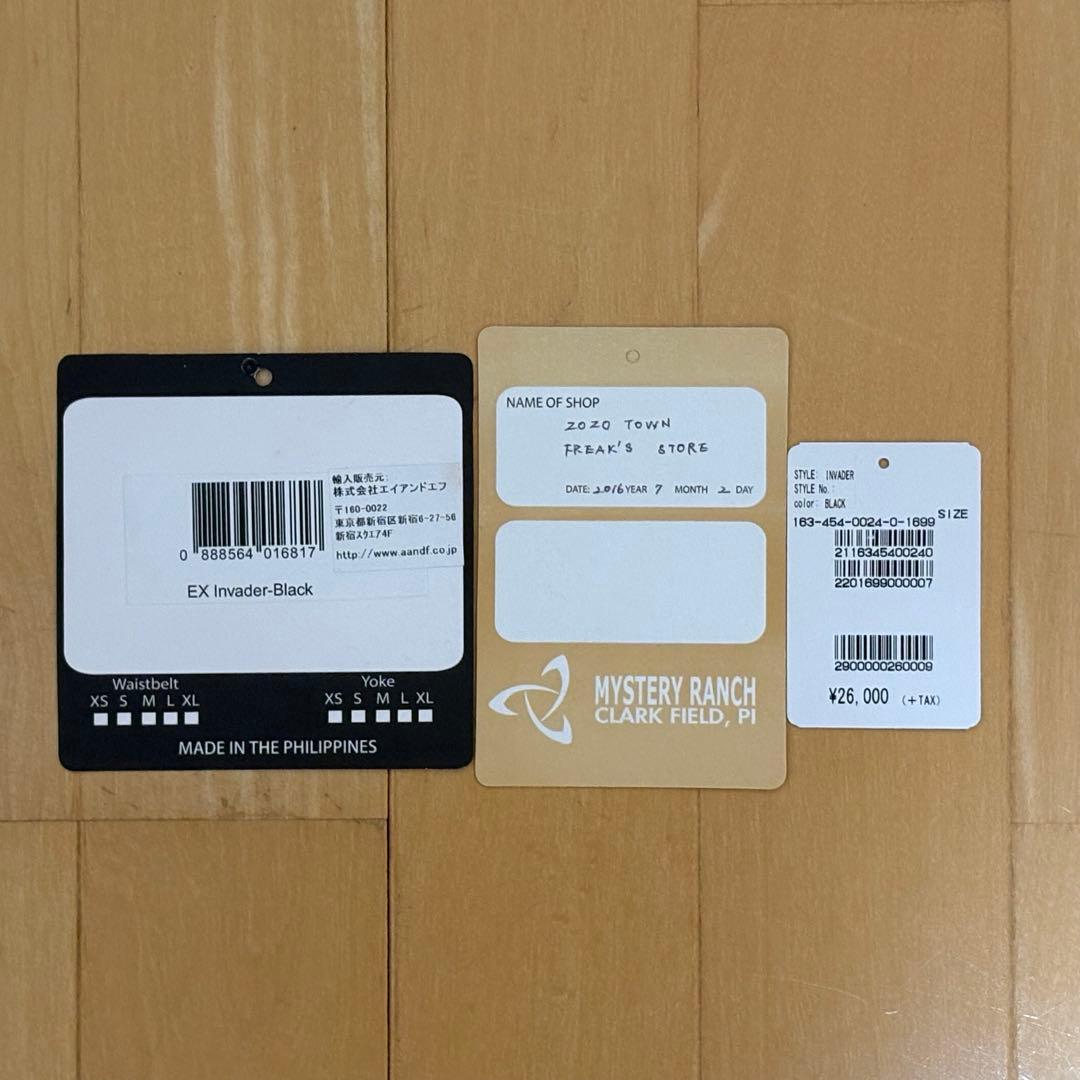 輸入販売元:
株式会社エイアンドエフ
〒160-0022
東京都新宿区新宿6-27-56
新宿スクエア4F
http://www.aandf.co.jp
0 888564 016817
EX Invader-Black
Waistbelt
XS S M L XL
Yoke
XS S M L XL
MADE IN THE PHILIPPINES
NAME OF SHOP
ZOZO TOWN
FREAK'S STORE
DATE: 2016 YEAR 7 MONTH 2 DAY
MYSTERY RANCH
CLARK FIELD, PI
STYLE: INVADER
STYLE No.:
color: BLACK
SIZE
163-454-0024-0-1699
2116345400240
2201699000007
2900000260009
¥26,000 (+TAX)